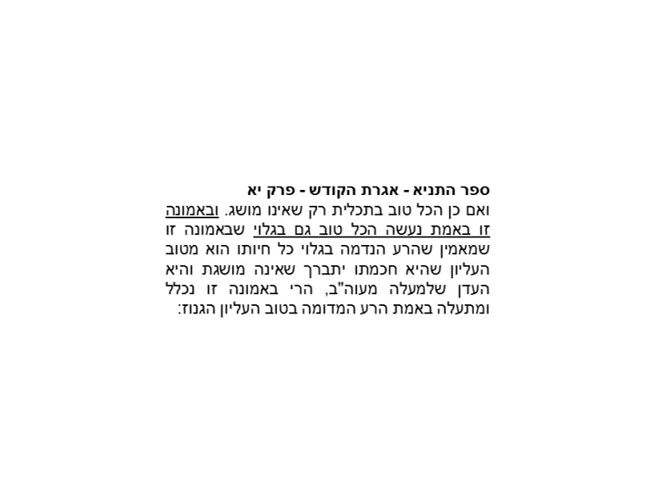 ספר התניא - אגרת הקודש - פרק יא
ואם כן הכל טוב בתכלית רק שאינו מושג. ובאמונה
זו באמת נעשה הכל טוב גם בגלוי שבאמונה זו
שמאמין שהרע הנדמה בגלוי כל חיותו הוא מטוב
העליון שהיא חכמתו יתברך שאינה מושגת והיא
העדן שלמעלה מעוה"ב, הרי באמונה זו נכלל
ומתעלה באמת הרע המדומה בטוב העליון הגנוז: